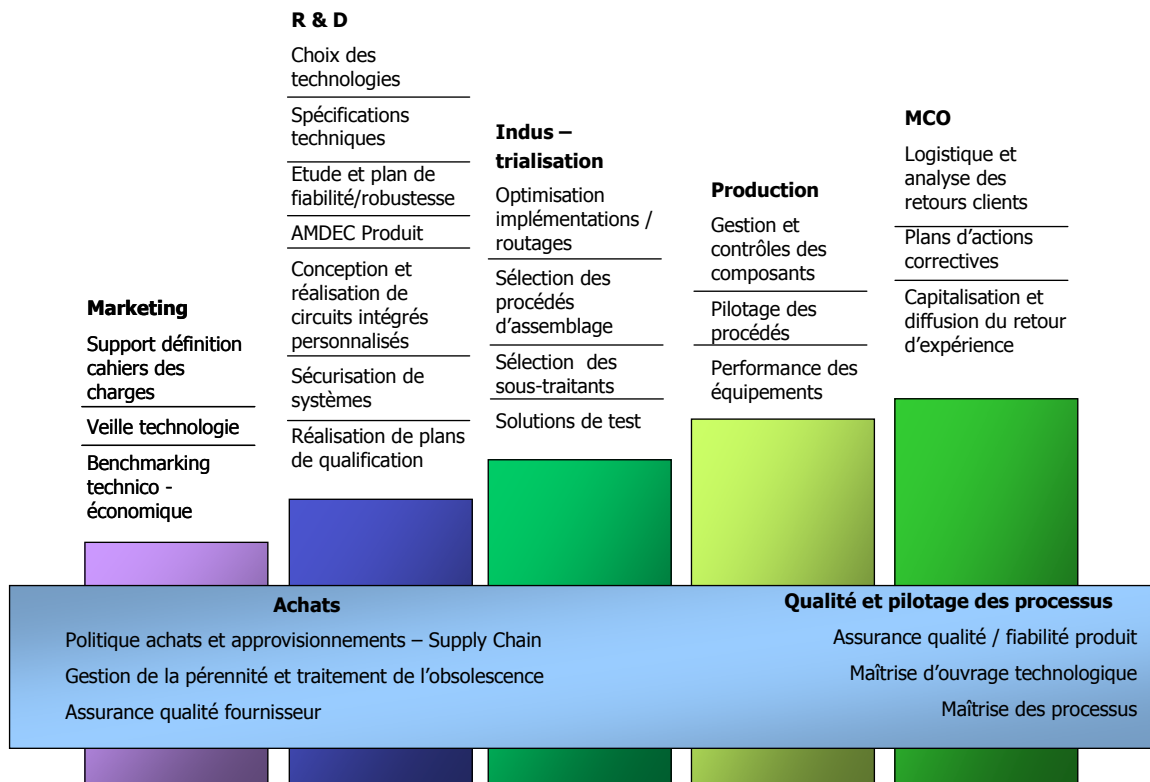 R & D
Choix des
technologies
Spécifications
techniques
Etude et plan de
fiabilité/robustesse
AMDEC Produit
Conception et
réalisation de
circuits intégrés
personnalisés
Sécurisation de
systèmes
Réalisation de plans
de qualification
Marketing
Support définition
cahiers des
charges
Veille technologie
Benchmarking
technico -
économique
Indus –
trialisation
Optimisation
implémentations /
routages
Sélection des
procédés
d’assemblage
Sélection  des
sous-traitants
Solutions de test
Production
Gestion et
contrôles des
composants
Pilotage des
procédés
Performance des
équipements
MCO
Logistique et
analyse des
retours clients
Plans d’actions
correctives
Capitalisation et
diffusion du retour
d’expérience
Achats
Politique achats et approvisionnements – Supply Chain
Gestion de la pérennité et traitement de l’obsolescence
Assurance qualité fournisseur
Qualité et pilotage des processus
Assurance qualité / fiabilité produit
Maîtrise d’ouvrage technologique
Maîtrise des processus